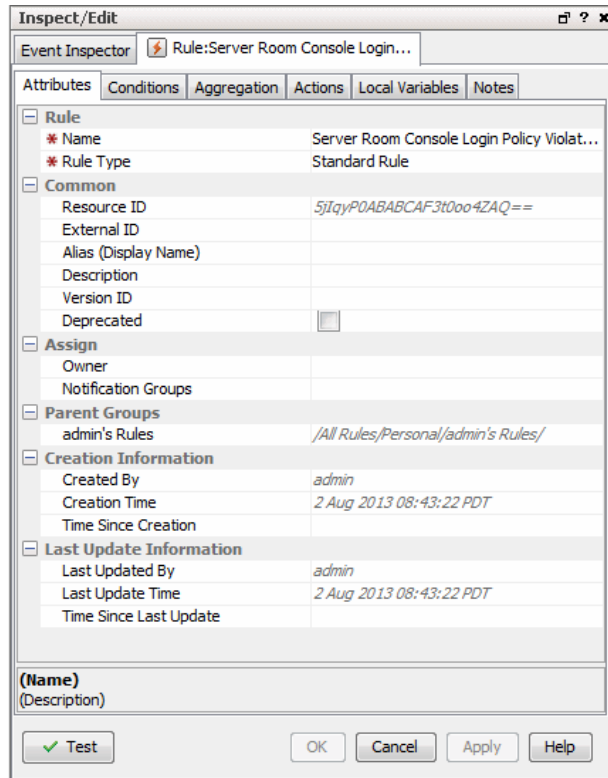 Inspect/Edit
Event Inspector Rule:Server Room Console Login...
Attributes Conditions Aggregation Actions Local Variables Notes
Rule
* Name Server Room Console Login Policy Violat...
* Rule Type Standard Rule
Common
Resource ID 5jIqyP0ABABCAF3t0oo4ZAQ==
External ID
Alias (Display Name)
Description
Version ID
Deprecated
Assign
Owner
Notification Groups
Parent Groups
admin's Rules /All Rules/Personal/admin's Rules/
Creation Information
Created By admin
Creation Time 2 Aug 2013 08:43:22 PDT
Time Since Creation
Last Update Information
Last Updated By admin
Last Update Time 2 Aug 2013 08:43:22 PDT
Time Since Last Update
(Name)
(Description)
Test OK Cancel Apply Help